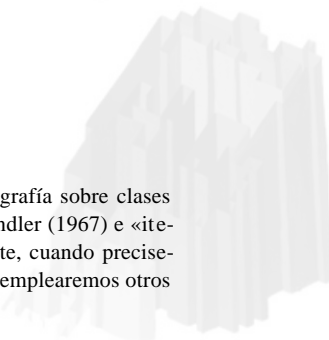 grafía sobre clases
ndler (1967) e «ite-
te, cuando precise-
emplearemos otros